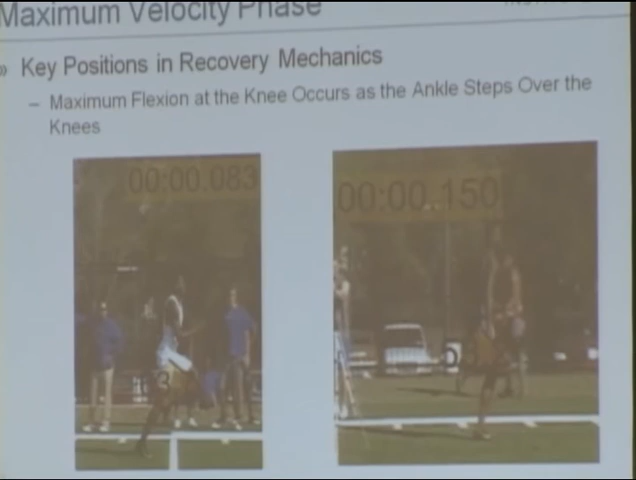 Maximum Velocity Phase
» Key Positions in Recovery Mechanics
– Maximum Flexion at the Knee Occurs as the Ankle Steps Over the
Knees
00:00.083
00:00.150